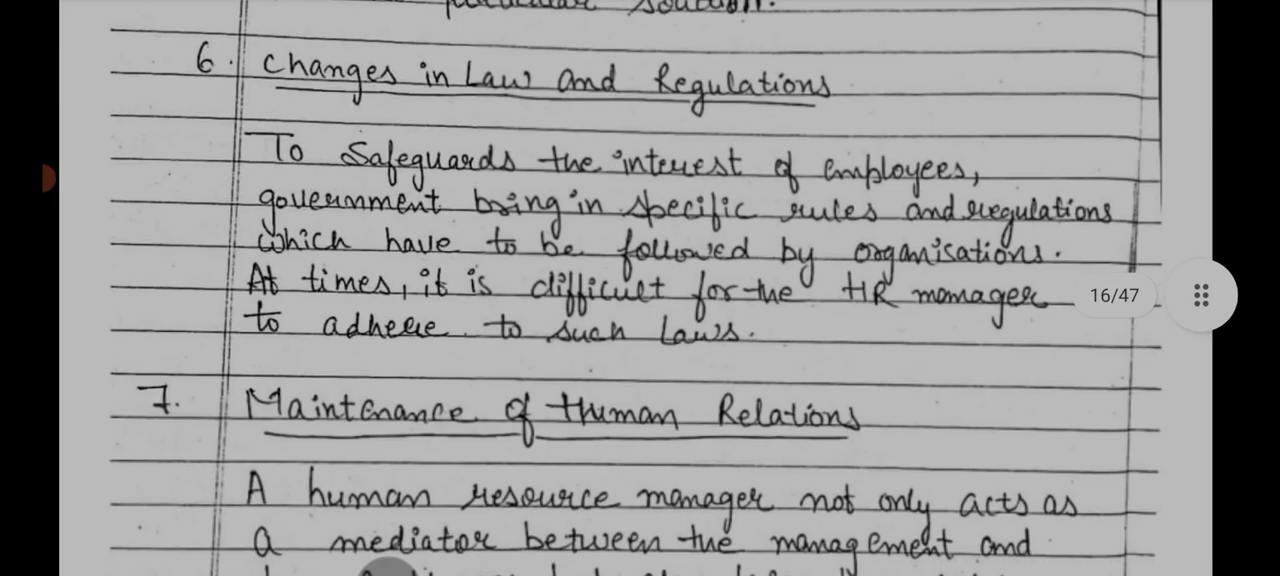 particular
6. Changes in Law and Regulations
To Safeguards the interest of employees,
government bring in specific rules and regulations
which have to be followed by organisations.
At times, it is difficult for the HR manager
16/47
to adhere to such Laws.
7. Maintenance of Human Relations
A human resource manager not only acts as
a mediator between the management and